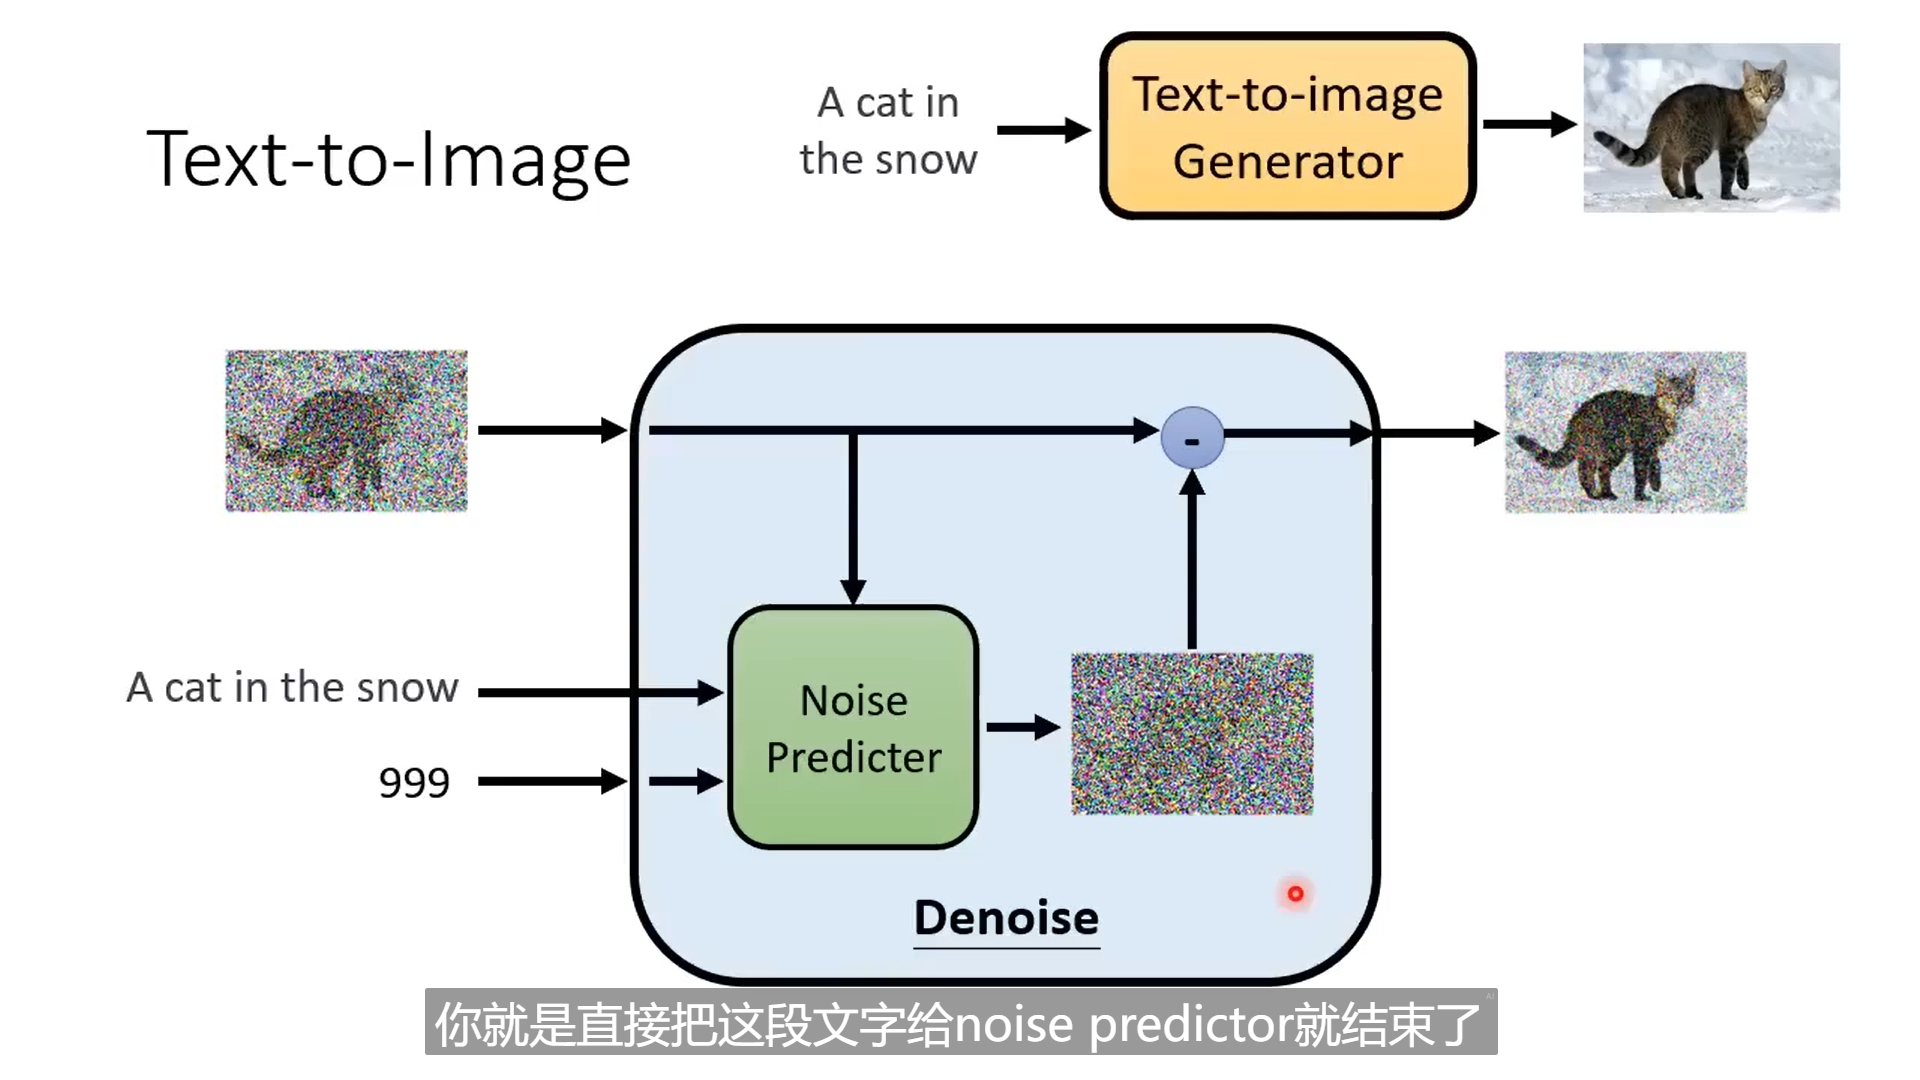 Text-to-Image
A cat in
the snow
Text-to-image
Generator
-
A cat in the snow
999
Noise
Predicter
Denoise
你就是直接把这段文字给noise predictor就结束了
AI